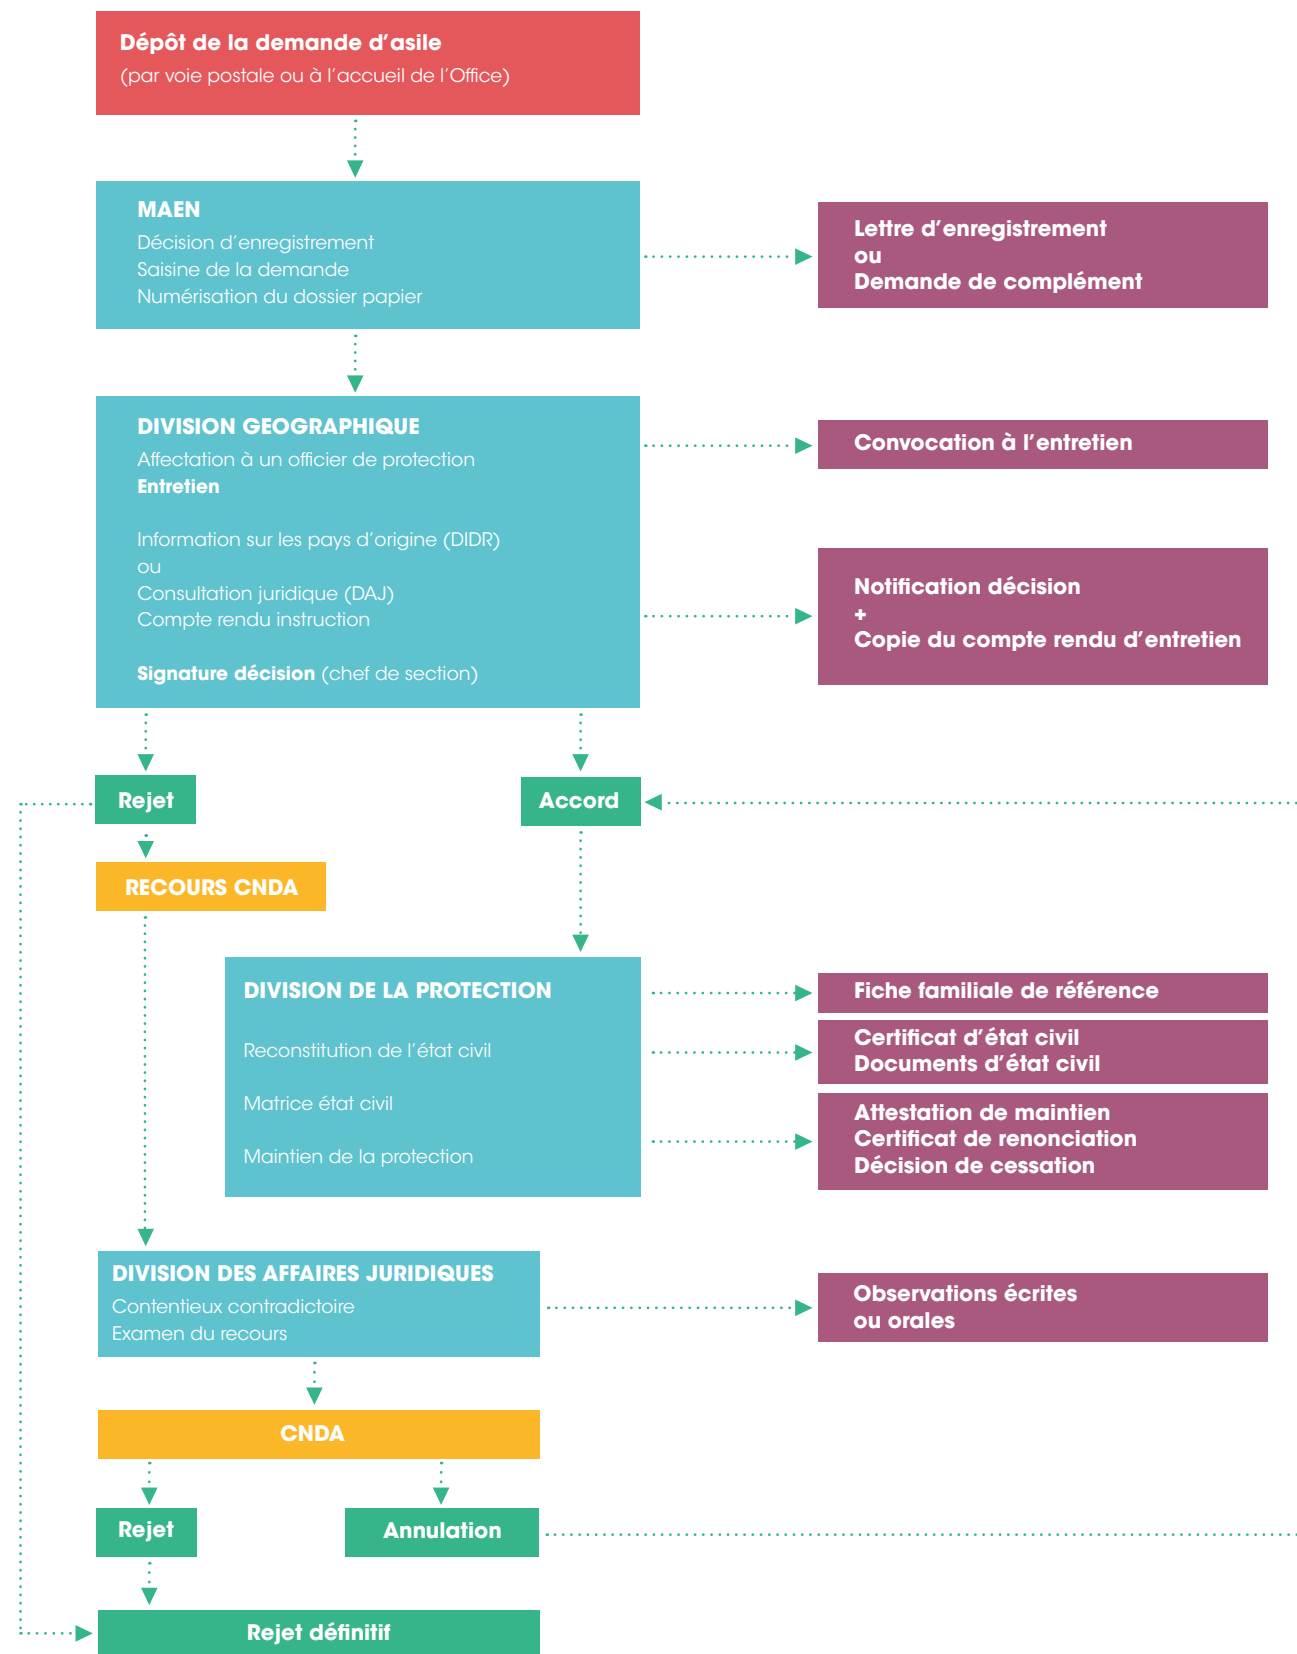 Dépôt de la demande d’asile
(par voie postale ou à l’accueil de l’Office)
MAEN
Décision d’enregistrement
Saisine de la demande
Numérisation du dossier papier
Lettre d’enregistrement
ou
Demande de complément
DIVISION GEOGRAPHIQUE
Affectation à un officier de protection
Entretien
Information sur les pays d’origine (DIDR)
ou
Consultation juridique (DAJ)
Compte rendu instruction
Signature décision (chef de section)
Convocation à l’entretien
Notification décision
+
Copie du compte rendu d’entretien
Rejet
Accord
RECOURS CNDA
DIVISION DE LA PROTECTION
Reconstitution de l’état civil
Matrice état civil
Maintien de la protection
Fiche familiale de référence
Certificat d’état civil
Documents d’état civil
Attestation de maintien
Certificat de renonciation
Décision de cessation
DIVISION DES AFFAIRES JURIDIQUES
Contentieux contradictoire
Examen du recours
Observations écrites
ou orales
CNDA
Rejet
Annulation
Rejet définitif